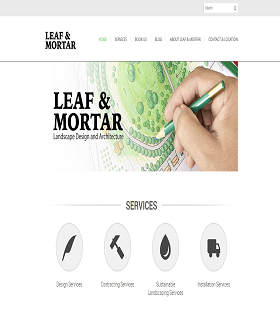 Search
LEAF &
MORTAR
HOME SERVICES BOOK US BLOG ABOUT LEAF & MORTAR CONTACT & LOCATION
LEAF &
MORTAR
Landscape Design and Architecture
SERVICES
Design Services
Contracting Services
Sustainable
Landscaping Services
Installation Services